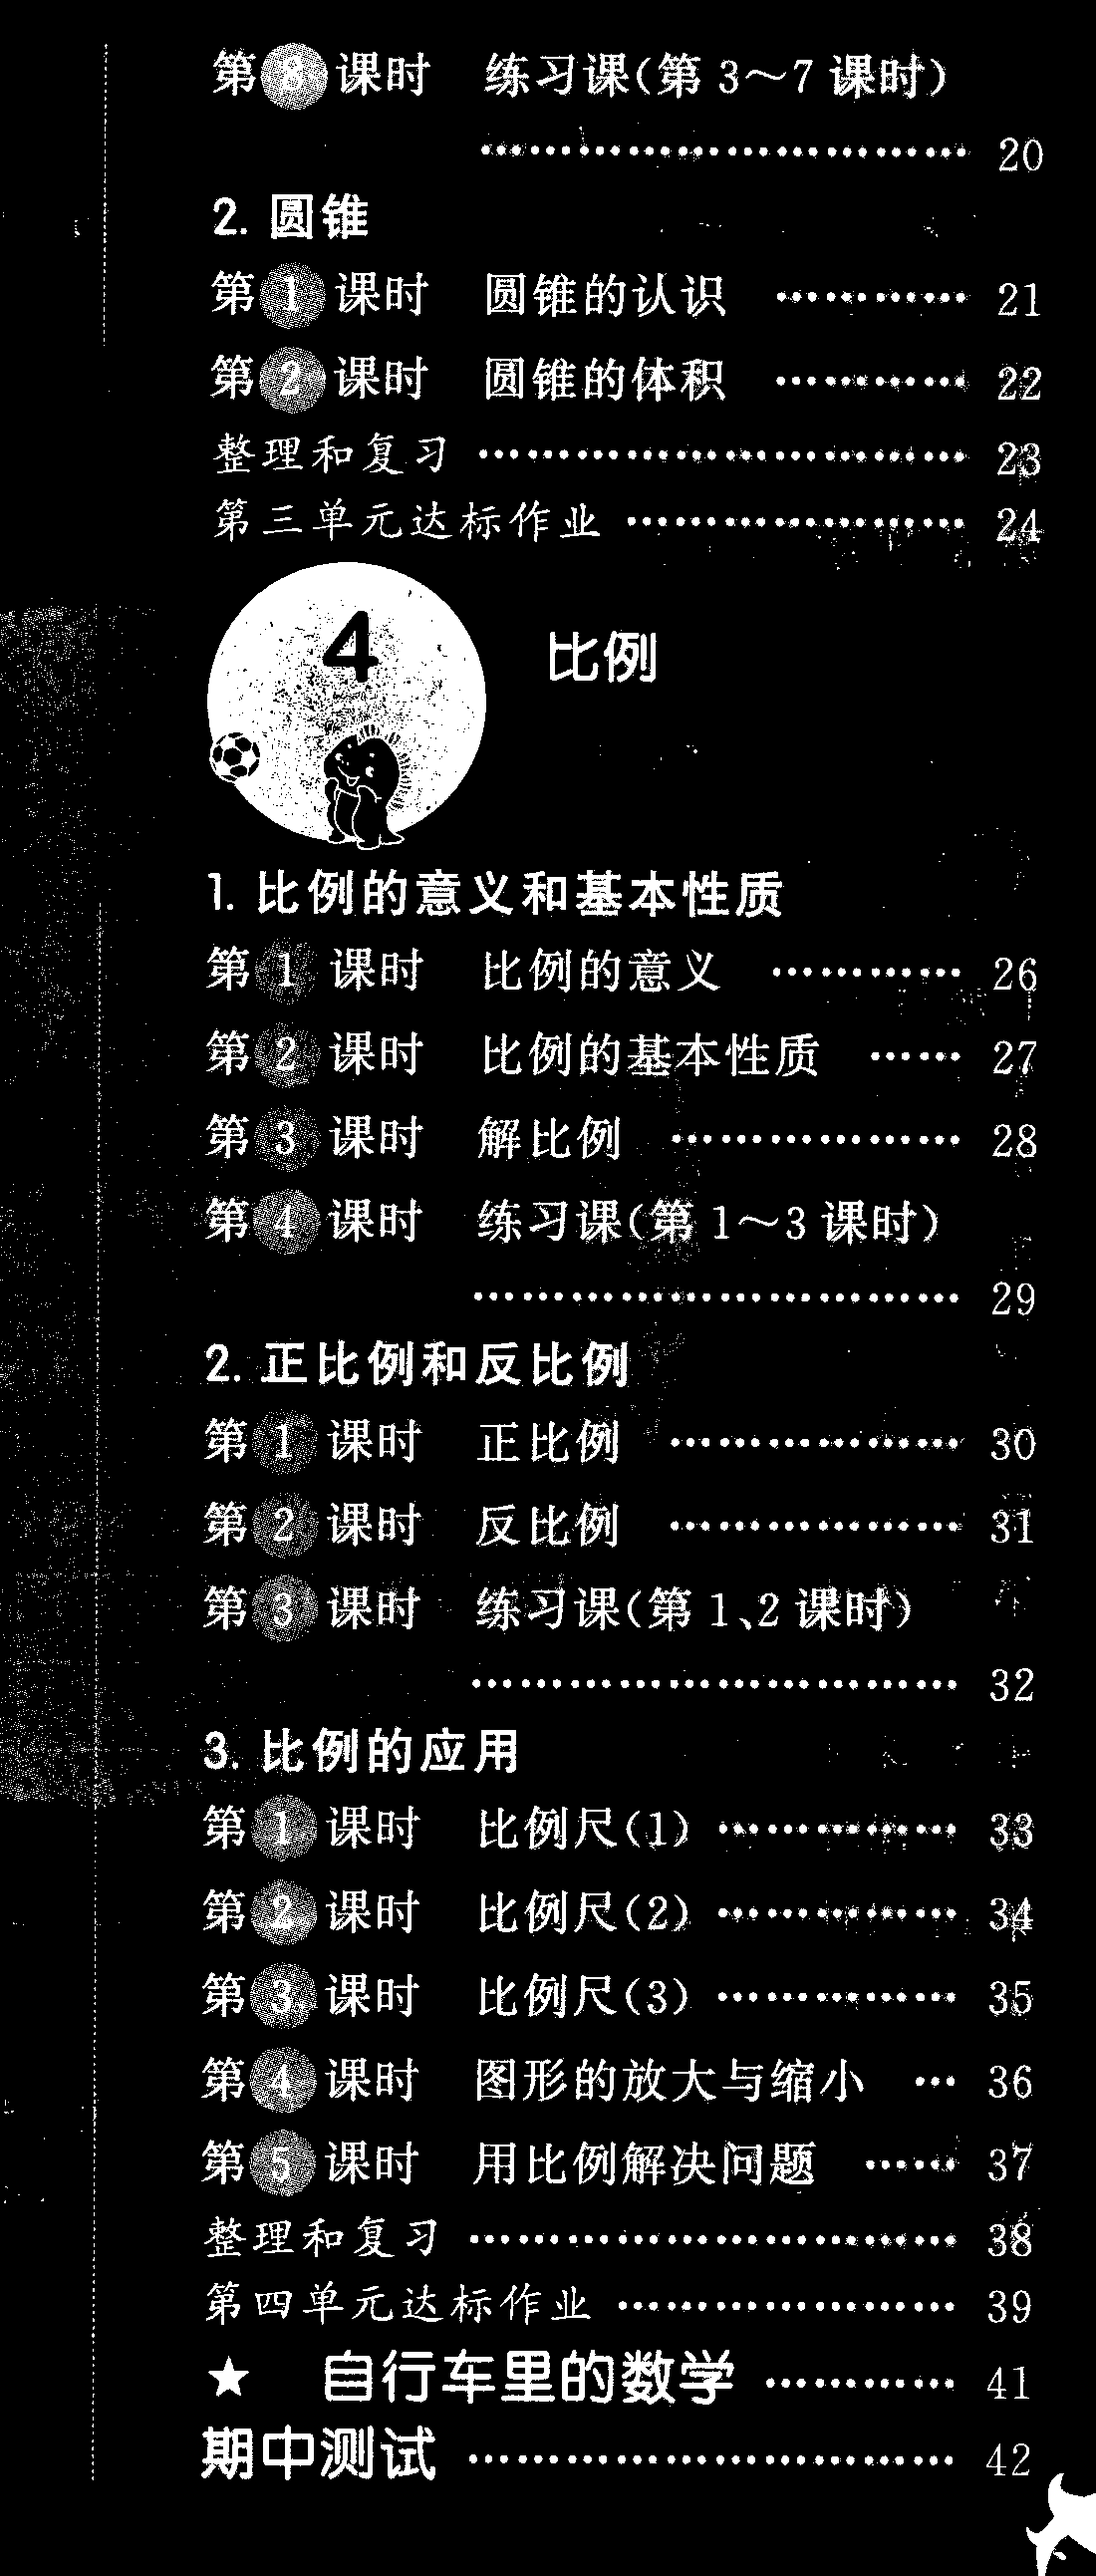 第8课时 练习课(第3～7课时)
………………………… 20
2. 圆锥
第1课时 圆锥的认识 ………… 21
第2课时 圆锥的体积 ………… 22
整理和复习 ………………………… 23
第三单元达标作业 ………………… 24
4 比例
1. 比例的意义和基本性质
第1课时 比例的意义 ………… 26
第2课时 比例的基本性质 …… 27
第3课时 解比例 ……………… 28
第4课时 练习课(第1～3课时)
………………………… 29
2. 正比例和反比例
第1课时 正比例 ……………… 30
第2课时 反比例 ……………… 31
第3课时 练习课(第1、2课时)
………………………… 32
3. 比例的应用
第1课时 比例尺(1) …………… 33
第2课时 比例尺(2) …………… 34
第3课时 比例尺(3) …………… 35
第4课时 图形的放大与缩小 … 36
第5课时 用比例解决问题 …… 37
整理和复习 ………………………… 38
第四单元达标作业 ………………… 39
★ 自行车里的数学 ………… 41
期中测试 ………………………… 42